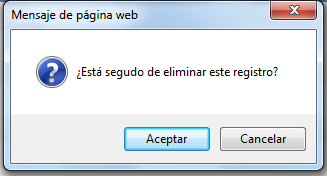 Mensaje de página web
¿Está segudo de eliminar este registro?
Aceptar
Cancelar